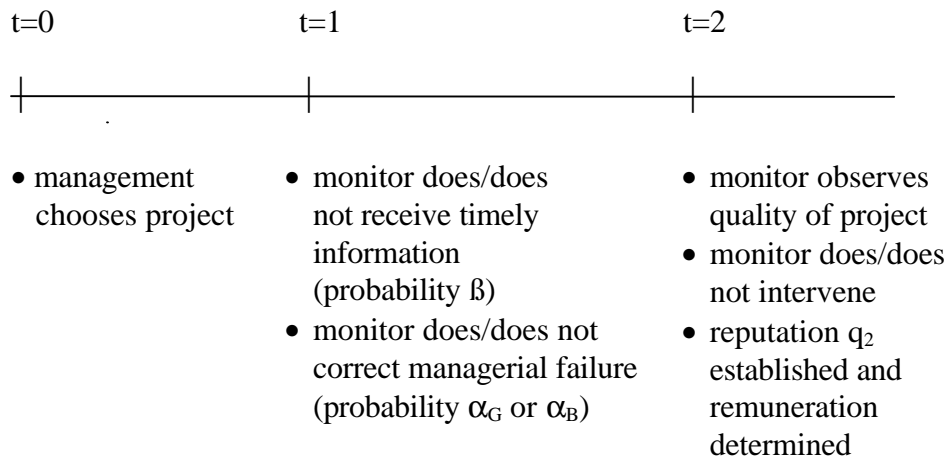 t=0
t=1
t=2
• management
chooses project
• monitor does/does
not receive timely
information
(probability ß)
• monitor does/does not
correct managerial failure
(probability α_G or α_B)
• monitor observes
quality of project
• monitor does/does
not intervene
• reputation q₂
established and
remuneration
determined